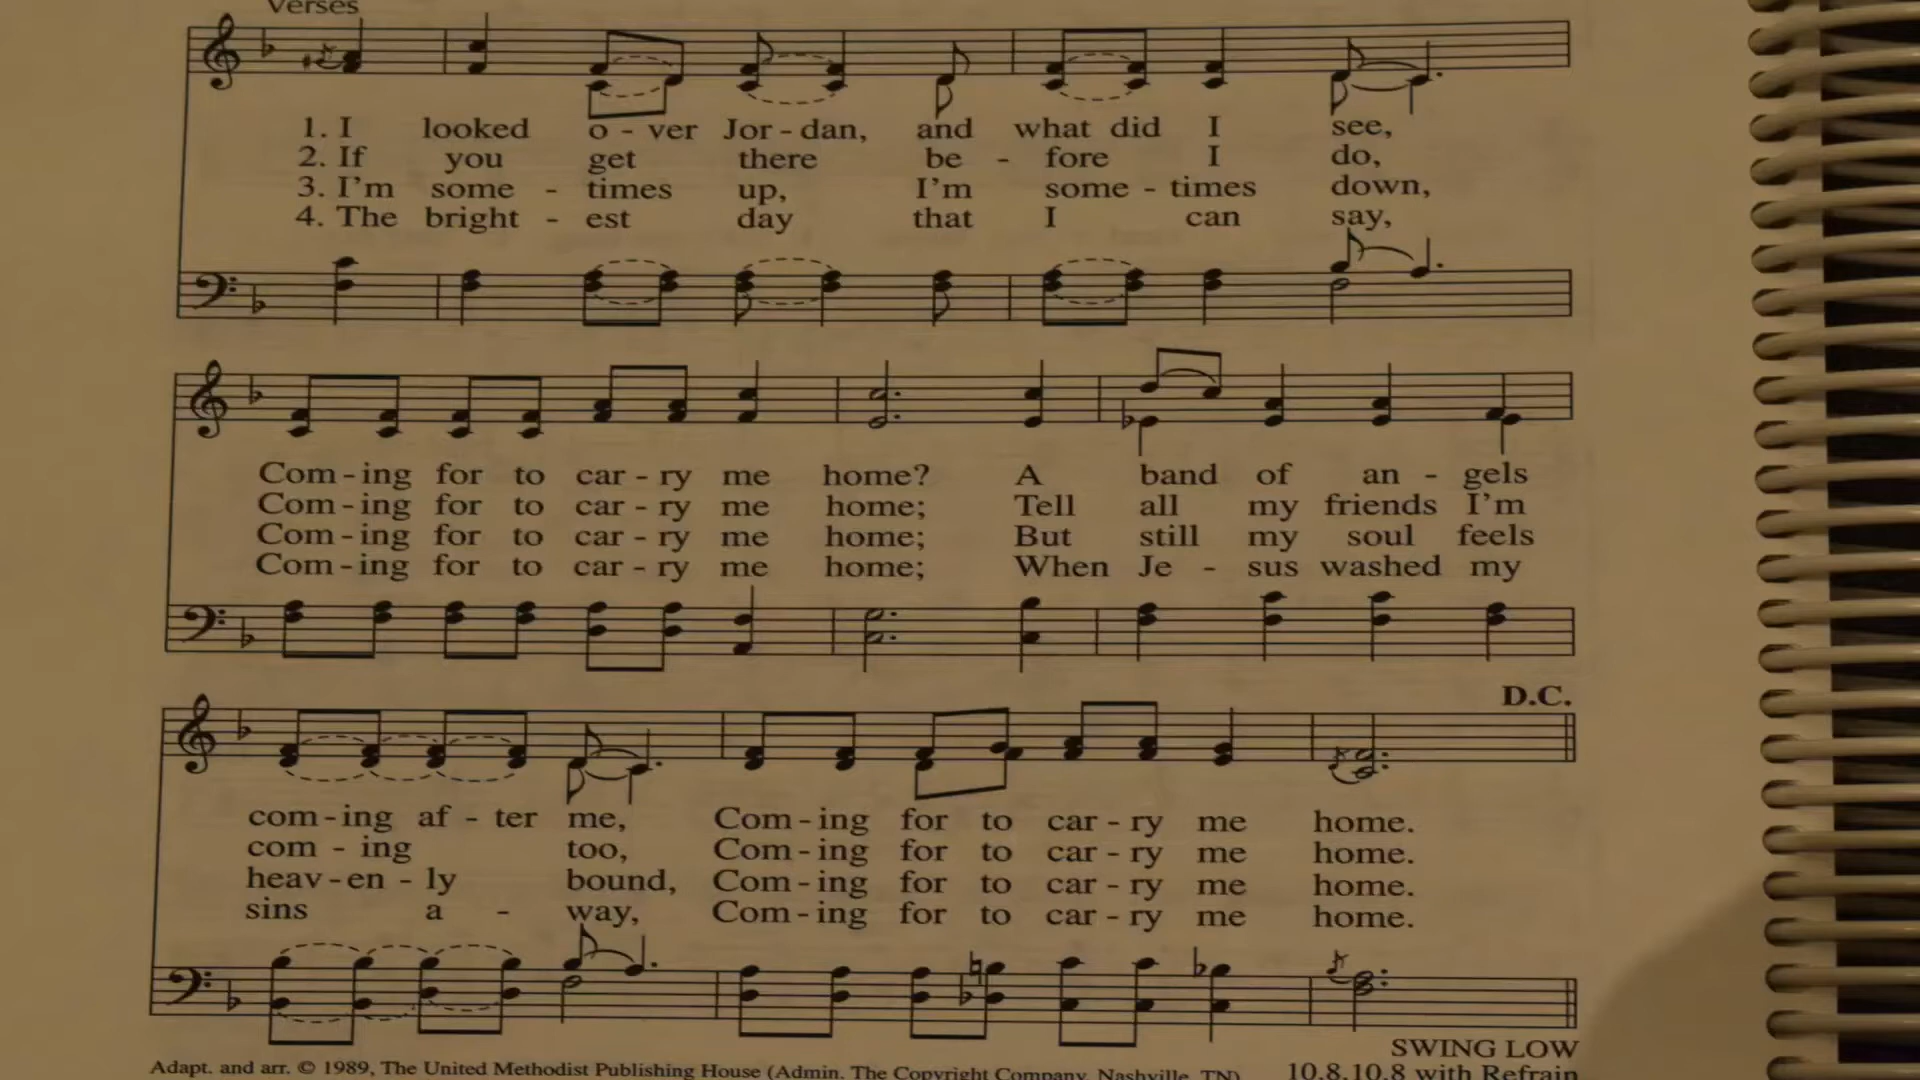 Verses
1. I looked o - ver Jor - dan, and what did I see,
2. If you get there be - fore I do,
3. I'm some - times up, I'm some - times down,
4. The bright - est day that I can say,
Com - ing for to car - ry me home? A band of an - gels
Com - ing for to car - ry me home; Tell all my friends I'm
Com - ing for to car - ry me home; But still my soul feels
Com - ing for to car - ry me home; When Je - sus washed my
D.C.
com - ing af - ter me, Com - ing for to car - ry me home.
com - ing too, Com - ing for to car - ry me home.
heav - en - ly bound, Com - ing for to car - ry me home.
sins a - way, Com - ing for to car - ry me home.
SWING LOW
Adapt. and arr. © 1989, The United Methodist Publishing House (Admin. The Copyright Company, Nashville, TN)
10.8.10.8 with Refrain